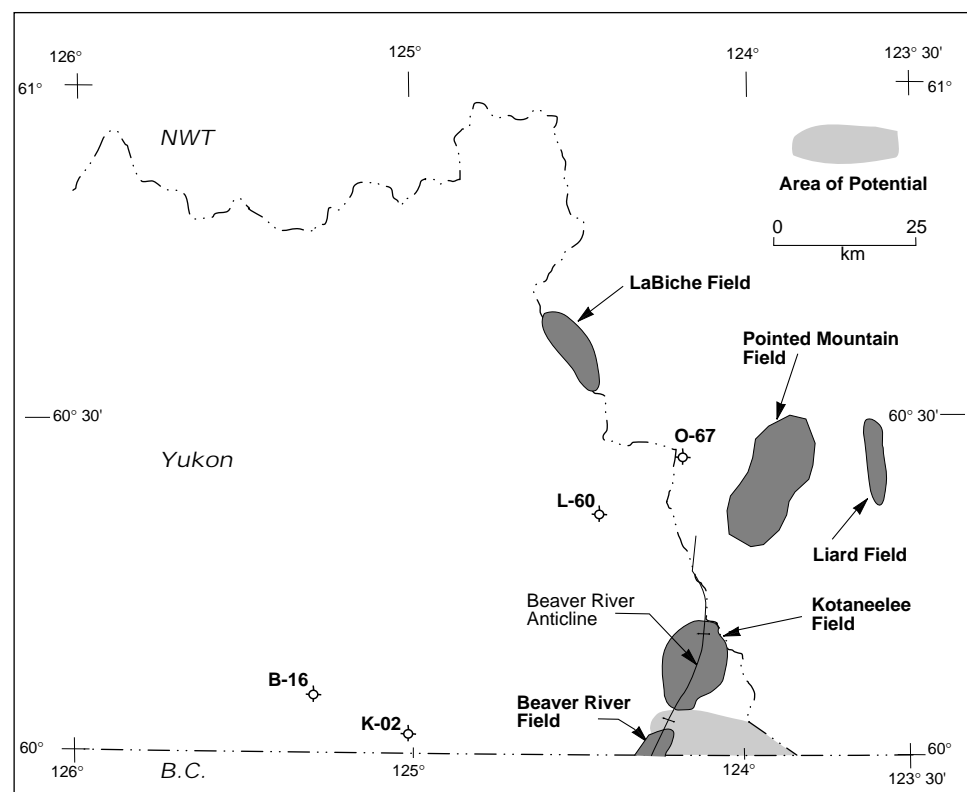 126°
125°
124°
123° 30'
61°
61°
NWT
Area of Potential
0
25
km
LaBiche Field
Pointed Mountain
Field
60° 30'
60° 30'
O-67
Yukon
L-60
Liard Field
Beaver River
Anticline
Kotaneelee
Field
B-16
K-02
Beaver River
Field
60°
60°
B.C.
126°
125°
124°
123° 30'